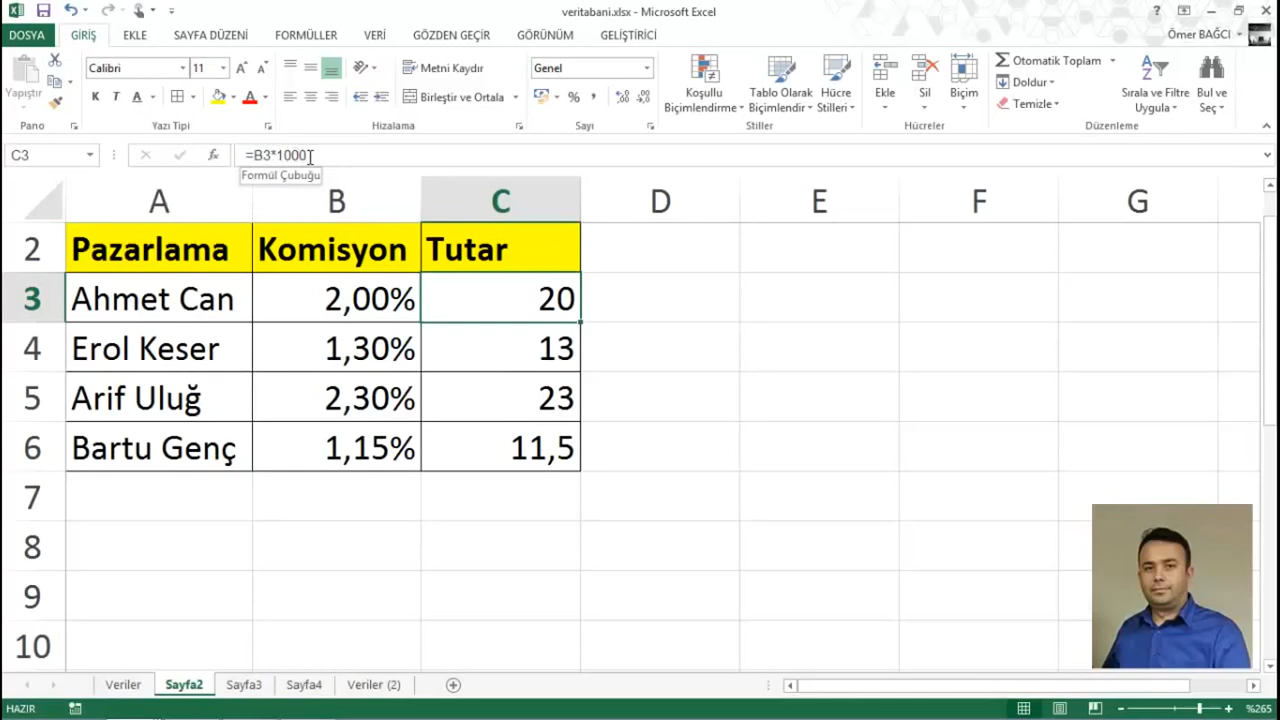 veritabani.xlsx - Microsoft Excel
DOSYA GİRİŞ EKLE SAYFA DÜZENİ FORMÜLLER VERİ GÖZDEN GEÇİR GÖRÜNÜM GELİŞTİRİCİ Ömer BAĞCI
Yapıştır
Calibri 11
K T A
Metni Kaydır
Birleştir ve Ortala
Genel
%
Koşullu Biçimlendirme
Tablo Olarak Biçimlendir
Hücre Stilleri
Ekle Sil Biçim
Otomatik Toplam
Doldur
Temizle
Sırala ve Filtre Uygula
Bul ve Seç
Pano Yazı Tipi Hizalama Sayı Stiller Hücreler Düzenleme
C3 fx =B3*1000
Formül Çubuğu
A B C D E F G
2 Pazarlama Komisyon Tutar
3 Ahmet Can 2,00% 20
4 Erol Keser 1,30% 13
5 Arif Uluğ 2,30% 23
6 Bartu Genç 1,15% 11,5
7
8
9
10
Veriler Sayfa2 Sayfa3 Sayfa4 Veriler (2)
HAZIR %265